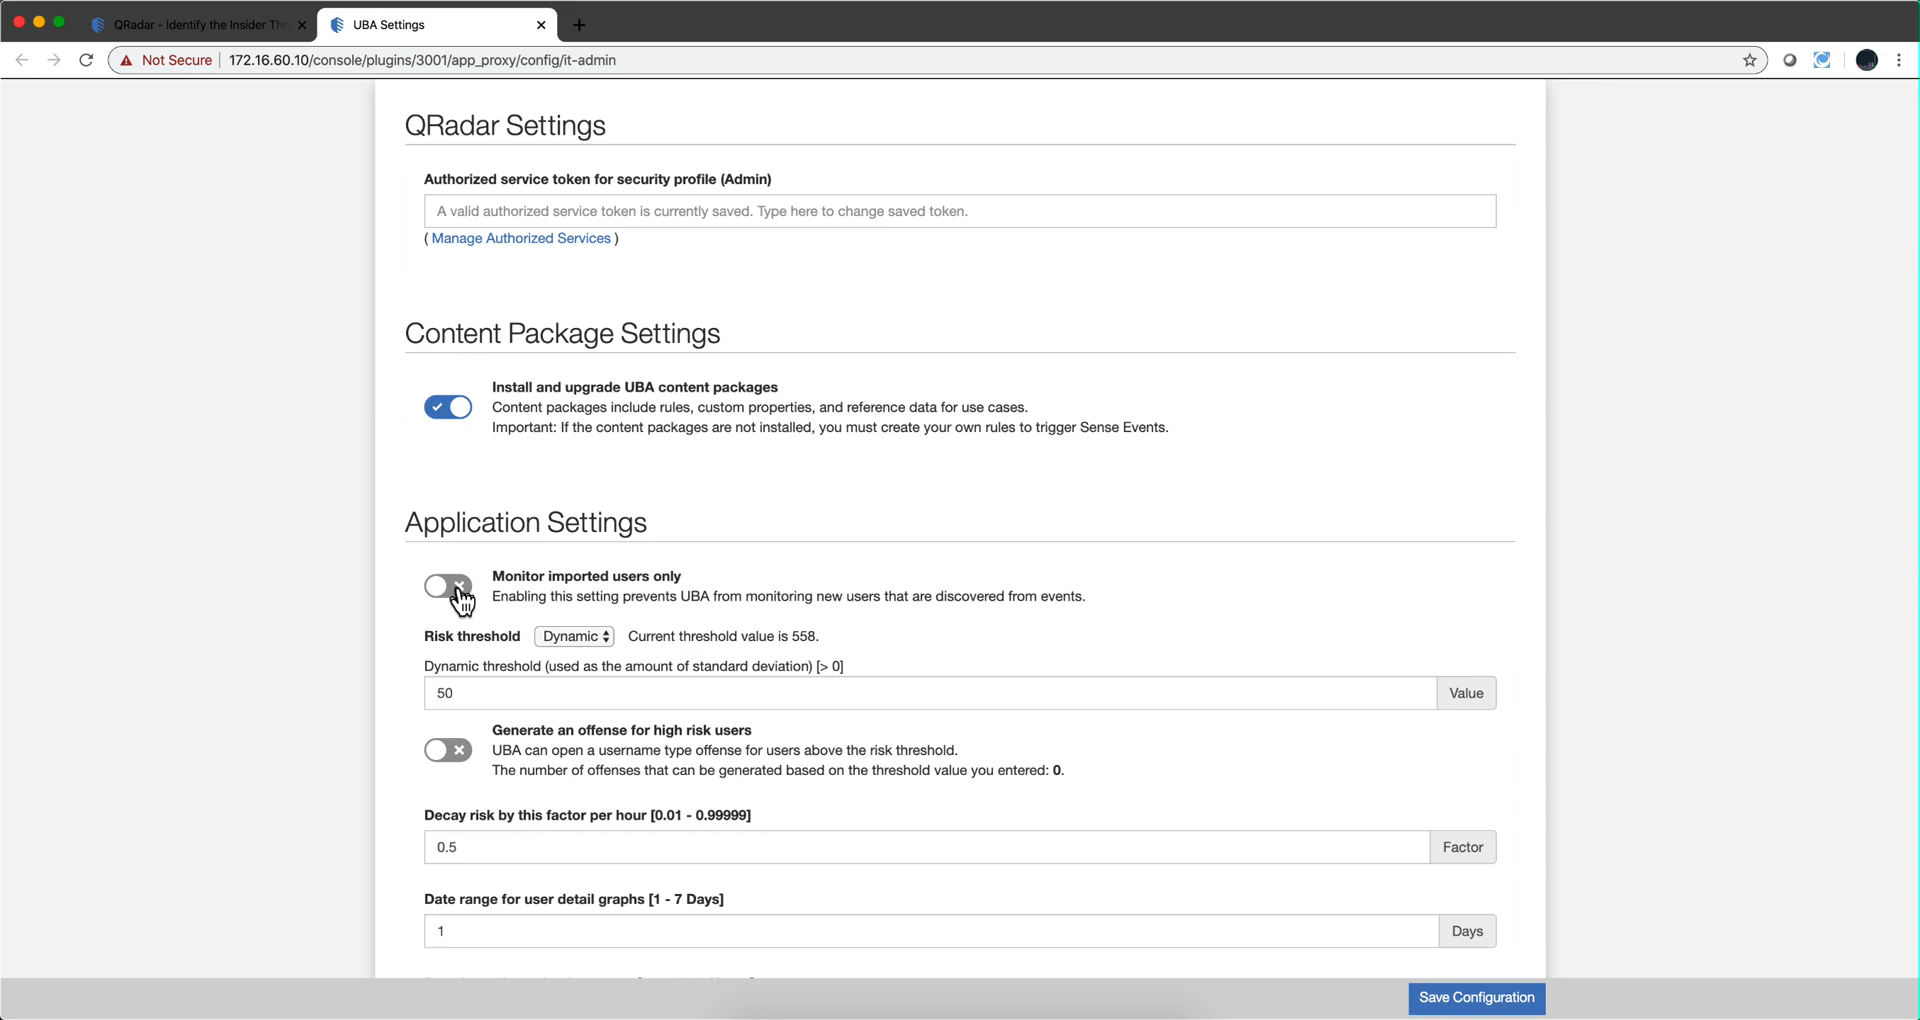 QRadar - Identify the Insider Thr
UBA Settings
Not Secure 172.16.60.10/console/plugins/3001/app_proxy/config/it-admin
QRadar Settings
Authorized service token for security profile (Admin)
A valid authorized service token is currently saved. Type here to change saved token.
( Manage Authorized Services )
Content Package Settings
Install and upgrade UBA content packages
Content packages include rules, custom properties, and reference data for use cases.
Important: If the content packages are not installed, you must create your own rules to trigger Sense Events.
Application Settings
Monitor imported users only
Enabling this setting prevents UBA from monitoring new users that are discovered from events.
Risk threshold Dynamic Current threshold value is 558.
Dynamic threshold (used as the amount of standard deviation) [> 0]
50 Value
Generate an offense for high risk users
UBA can open a username type offense for users above the risk threshold.
The number of offenses that can be generated based on the threshold value you entered: 0.
Decay risk by this factor per hour [0.01 - 0.99999]
0.5 Factor
Date range for user detail graphs [1 - 7 Days]
1 Days
Save Configuration